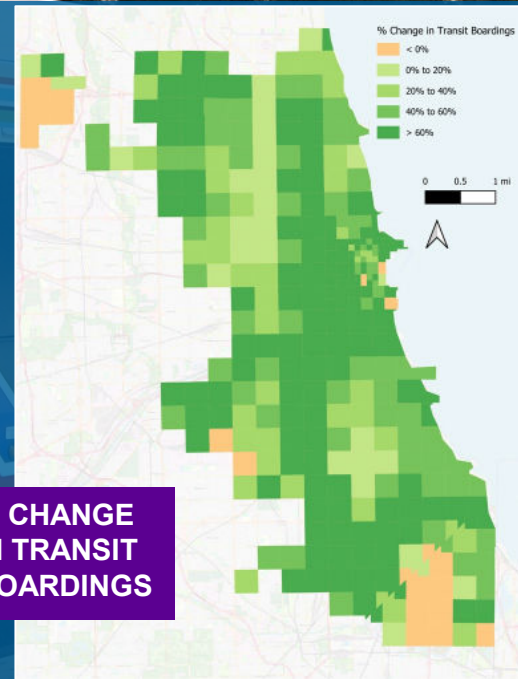 % Change in Transit Boardings
< 0%
0% to 20%
20% to 40%
40% to 60%
> 60%
0 0.5 1 mi
CHANGE
TRANSIT
OARDINGS